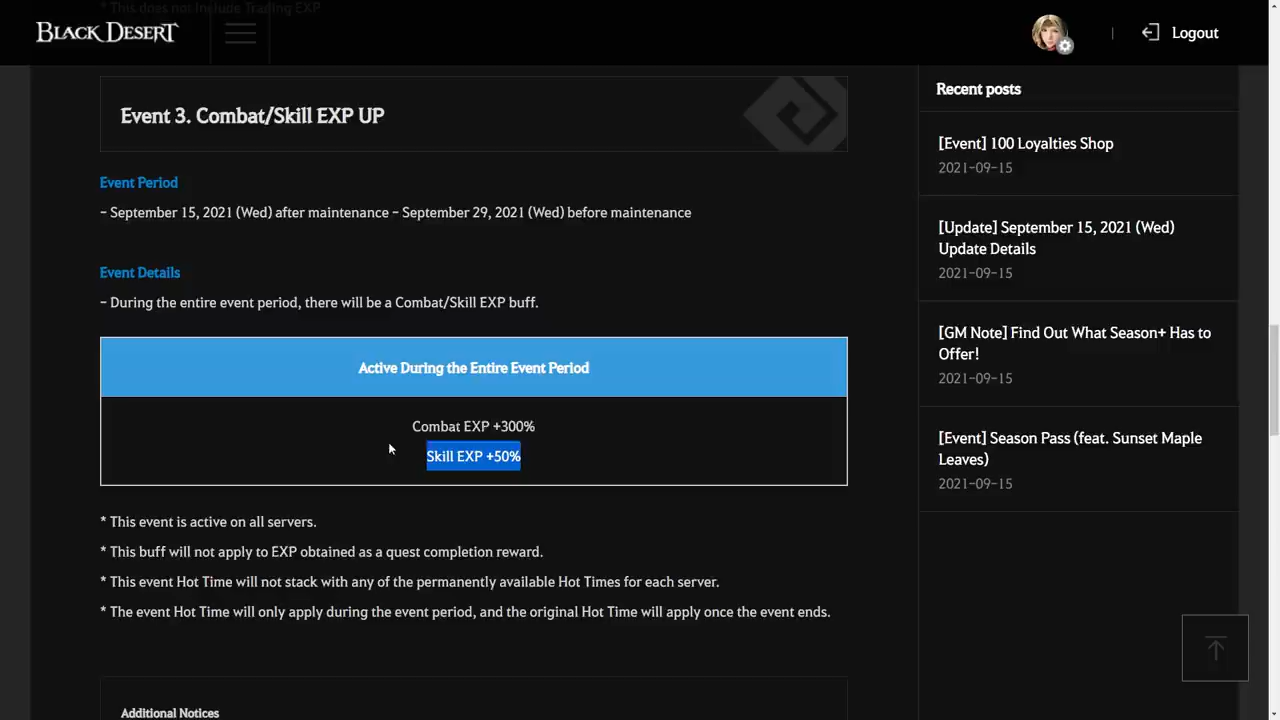 * This does not include Trading EXP
BLACK DESERT
Logout
Event 3. Combat/Skill EXP UP
Event Period
- September 15, 2021 (Wed) after maintenance - September 29, 2021 (Wed) before maintenance
Event Details
- During the entire event period, there will be a Combat/Skill EXP buff.
Active During the Entire Event Period
Combat EXP +300%
Skill EXP +50%
* This event is active on all servers.
* This buff will not apply to EXP obtained as a quest completion reward.
* This event Hot Time will not stack with any of the permanently available Hot Times for each server.
* The event Hot Time will only apply during the event period, and the original Hot Time will apply once the event ends.
Additional Notices
Recent posts
[Event] 100 Loyalties Shop
2021-09-15
[Update] September 15, 2021 (Wed)
Update Details
2021-09-15
[GM Note] Find Out What Season+ Has to
Offer!
2021-09-15
[Event] Season Pass (feat. Sunset Maple
Leaves)
2021-09-15